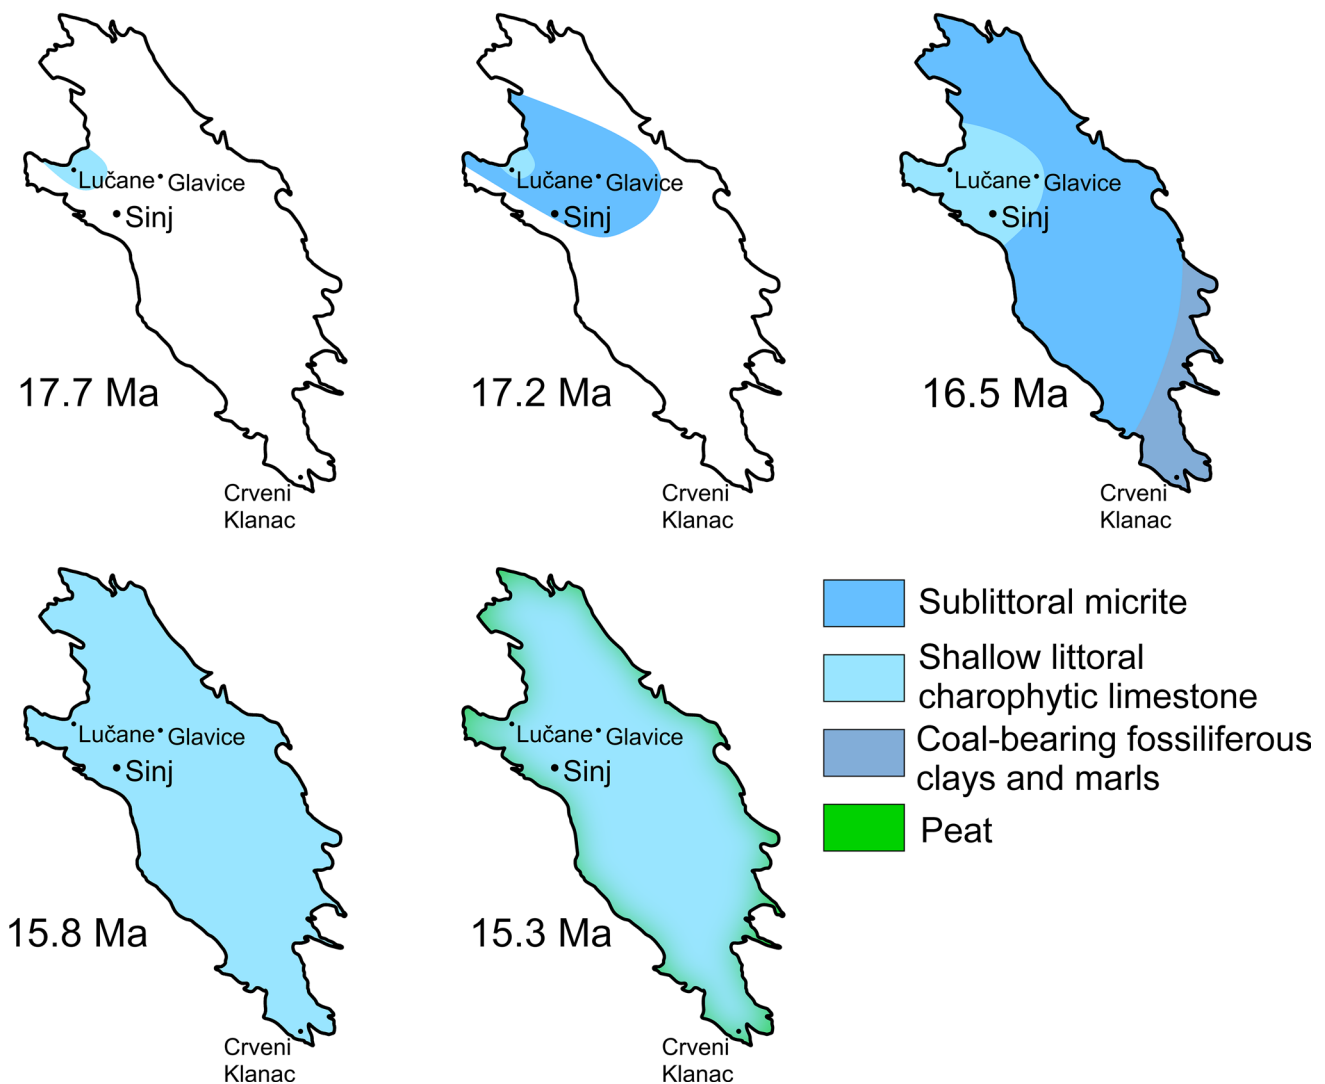 Lučane
Glavice
Sinj
17.7 Ma
Crveni
Klanac
Lučane
Glavice
Sinj
17.2 Ma
Crveni
Klanac
Lučane
Glavice
Sinj
16.5 Ma
Crveni
Klanac
Lučane
Glavice
Sinj
15.8 Ma
Crveni
Klanac
Lučane
Glavice
Sinj
15.3 Ma
Crveni
Klanac
Sublittoral micrite
Shallow littoral
charophytic limestone
Coal-bearing fossiliferous
clays and marls
Peat